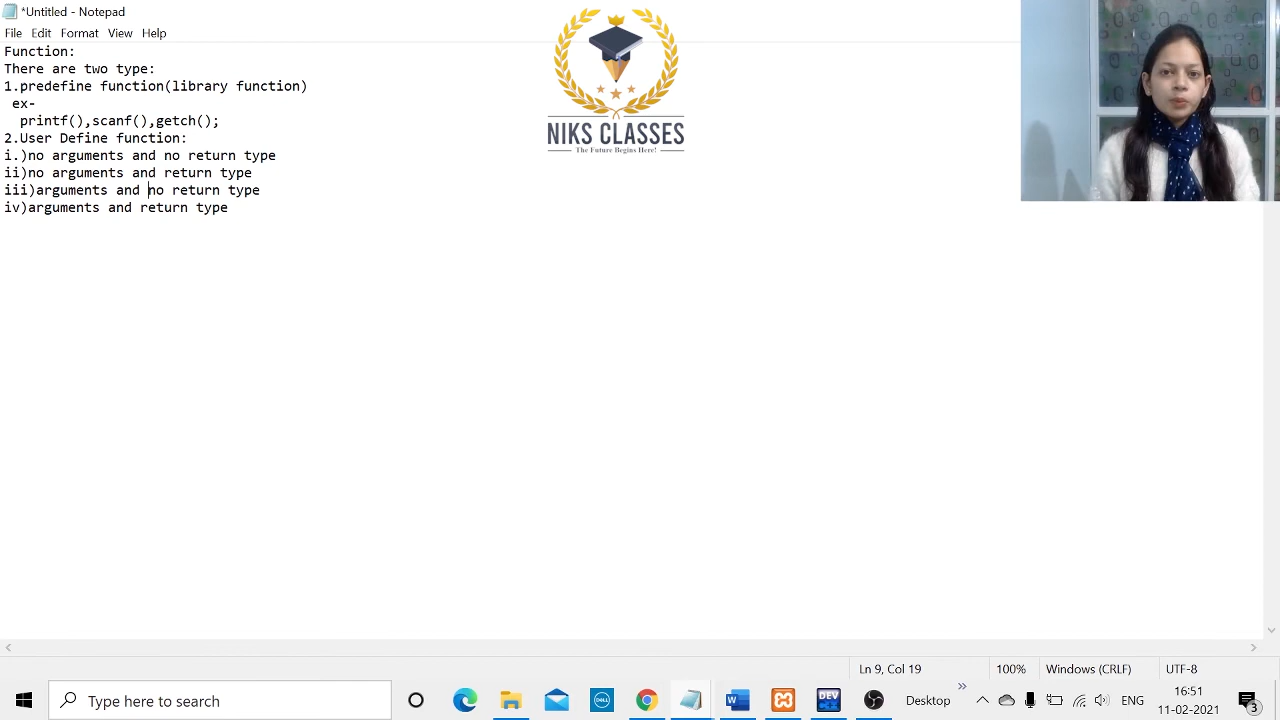 *Untitled - Notepad
File Edit Format View Help
Function:
There are two type:
1.predefine function(library function)
ex-
printf(),scanf(),getch();
2.User Define function:
i.)no arguments and no return type
ii)no arguments and return type
iii)arguments and no return type
iv)arguments and return type
NIKS CLASSES
The Future Begins Here!
Ln 9, Col 19 100% Windows (CRLF) UTF-8
Type here to search
DELL
W
DEV
Desktop
ENG
16:51
11-02-2021
3